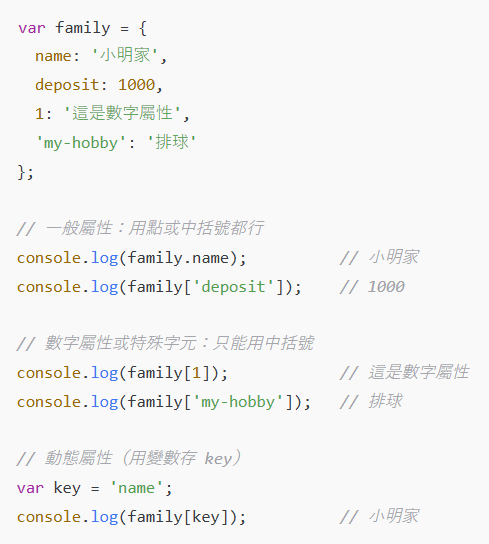 var family = {
  name: '小明家',
  deposit: 1000,
  1: '這是數字屬性',
  'my-hobby': '排球'
};
// 一般屬性：用點或中括號都行
console.log(family.name);          // 小明家
console.log(family['deposit']);    // 1000
// 數字屬性或特殊字元：只能用中括號
console.log(family[1]);            // 這是數字屬性
console.log(family['my-hobby']);   // 排球
// 動態屬性（用變數存 key）
var key = 'name';
console.log(family[key]);          // 小明家